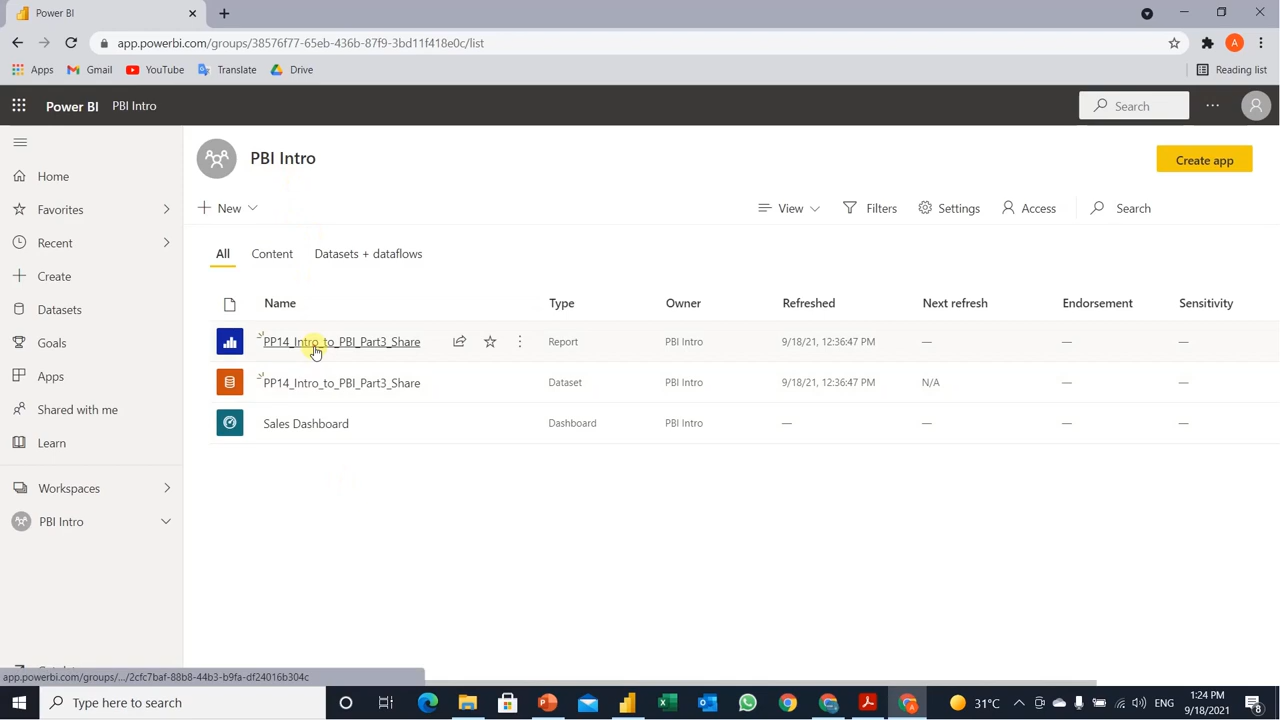 Power BI
app.powerbi.com/groups/38576f77-65eb-436b-87f9-3bd11f418e0c/list
A
Apps Gmail YouTube Translate Drive Reading list
Power BI PBI Intro Search
PBI Intro Create app
Home
Favorites
Recent
Create
Datasets
Goals
Apps
Shared with me
Learn
Workspaces
PBI Intro
New View Filters Settings Access Search
All Content Datasets + dataflows
Name Type Owner Refreshed Next refresh Endorsement Sensitivity
PP14_Intro_to_PBI_Part3_Share Report PBI Intro 9/18/21, 12:36:47 PM — — —
PP14_Intro_to_PBI_Part3_Share Dataset PBI Intro 9/18/21, 12:36:47 PM N/A — —
Sales Dashboard Dashboard PBI Intro — — — —
app.powerbi.com/groups/.../2cfc7baf-88b8-44b3-b9fa-df24016b304c
Type here to search 31°C ENG 1:24 PM
9/18/2021 8